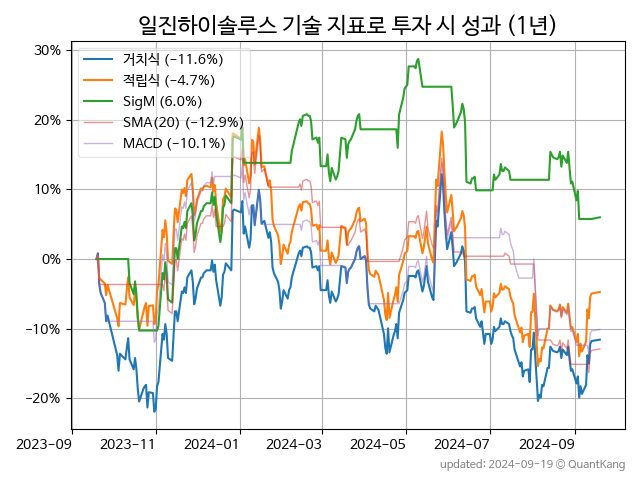 일진하이솔루스 기술 지표로 투자 시 성과 (1년)
30%
20%
10%
0%
−10%
−20%
거치식 (−11.6%)
적립식 (−4.7%)
SigM (6.0%)
SMA(20) (−12.9%)
MACD (−10.1%)
2023-09
2023-11
2024-01
2024-03
2024-05
2024-07
2024-09
updated: 2024-09-19 © QuantKang